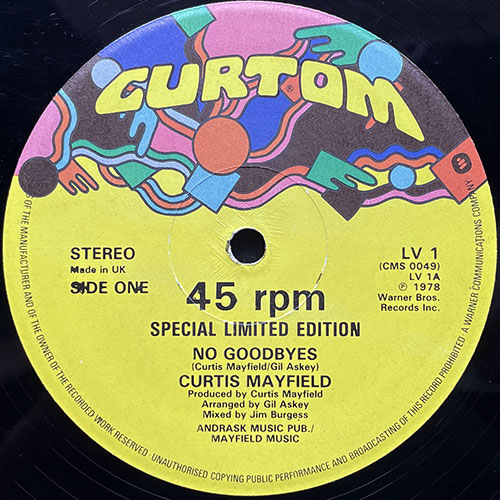 CURTOM
®
STEREO
Made in UK
SIDE ONE
LV 1
(CMS 0049)
LV 1A
℗ 1978
Warner Bros.
Records Inc.
45 rpm
SPECIAL LIMITED EDITION
NO GOODBYES
(Curtis Mayfield/Gil Askey)
CURTIS MAYFIELD
Produced by Curtis Mayfield
Arranged by Gil Askey
Mixed by Jim Burgess
ANDRASK MUSIC PUB./
MAYFIELD MUSIC
OF THE MANUFACTURER AND OF THE OWNER OF THE RECORDED WORK RESERVED · UNAUTHORISED COPYING PUBLIC PERFORMANCE AND BROADCASTING OF THIS RECORD PROHIBITED · A WARNER COMMUNICATIONS COMPANY